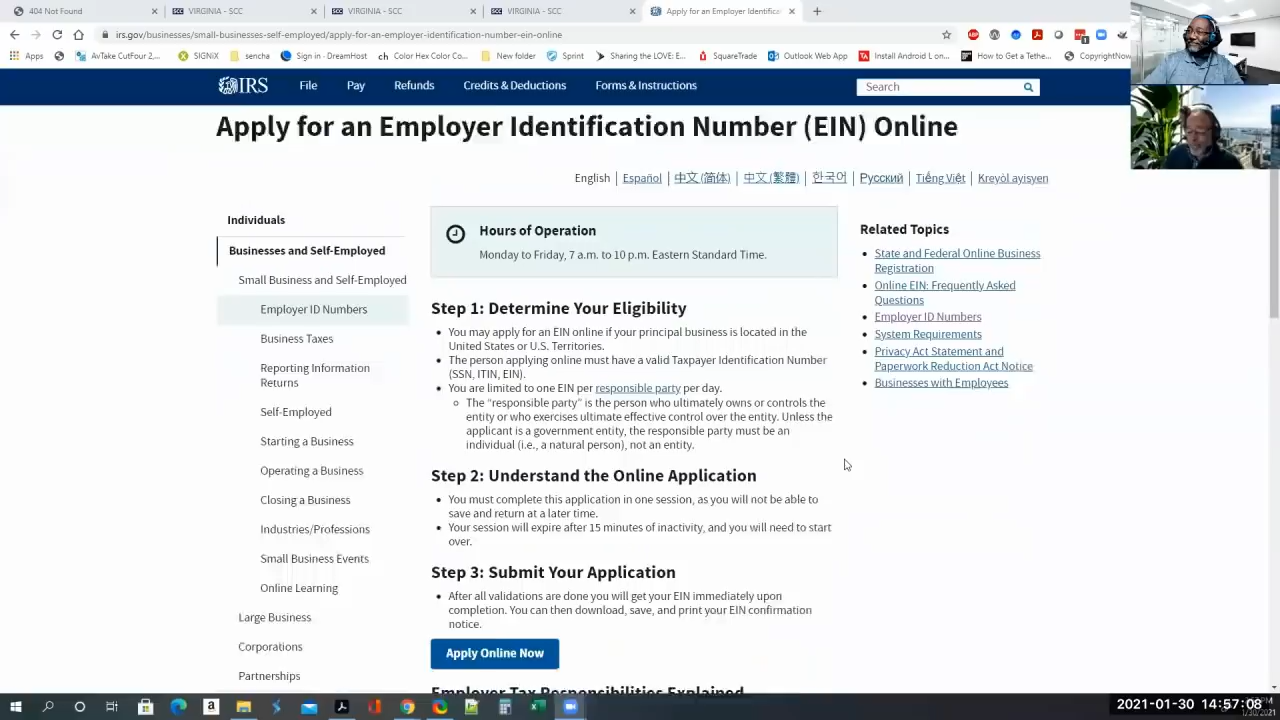 404 Not Found
VIRGINIA - SCC
VIRGINIA - SCC
VIRGINIA - SCC
Apply for an Employer Identifica
irs.gov/businesses/small-businesses-self-employed/apply-for-an-employer-identification-number-ein-online
Apps
AvTake CutFour 2,...
SIGNiX
sencha
Sign in · DreamHost
Color Hex Color Co...
New folder
Sprint
Sharing the LOVE: E...
SquareTrade
Outlook Web App
Install Android L on...
How to Get a Tethe...
CopyrightNow
IRS
File
Pay
Refunds
Credits & Deductions
Forms & Instructions
Search
Apply for an Employer Identification Number (EIN) Online
English | Español | 中文 (简体) | 中文 (繁體) | 한국어 | Русский | Tiếng Việt | Kreyòl ayisyen
Individuals
Businesses and Self-Employed
Small Business and Self-Employed
Employer ID Numbers
Business Taxes
Reporting Information
Returns
Self-Employed
Starting a Business
Operating a Business
Closing a Business
Industries/Professions
Small Business Events
Online Learning
Large Business
Corporations
Partnerships
Hours of Operation
Monday to Friday, 7 a.m. to 10 p.m. Eastern Standard Time.
Step 1: Determine Your Eligibility
You may apply for an EIN online if your principal business is located in the
United States or U.S. Territories.
The person applying online must have a valid Taxpayer Identification Number
(SSN, ITIN, EIN).
You are limited to one EIN per responsible party per day.
The "responsible party" is the person who ultimately owns or controls the
entity or who exercises ultimate effective control over the entity. Unless the
applicant is a government entity, the responsible party must be an
individual (i.e., a natural person), not an entity.
Step 2: Understand the Online Application
You must complete this application in one session, as you will not be able to
save and return at a later time.
Your session will expire after 15 minutes of inactivity, and you will need to start
over.
Step 3: Submit Your Application
After all validations are done you will get your EIN immediately upon
completion. You can then download, save, and print your EIN confirmation
notice.
Apply Online Now
Employer Tax Responsibilities Explained
Related Topics
State and Federal Online Business
Registration
Online EIN: Frequently Asked
Questions
Employer ID Numbers
System Requirements
Privacy Act Statement and
Paperwork Reduction Act Notice
Businesses with Employees
2021-01-30 14:57:08